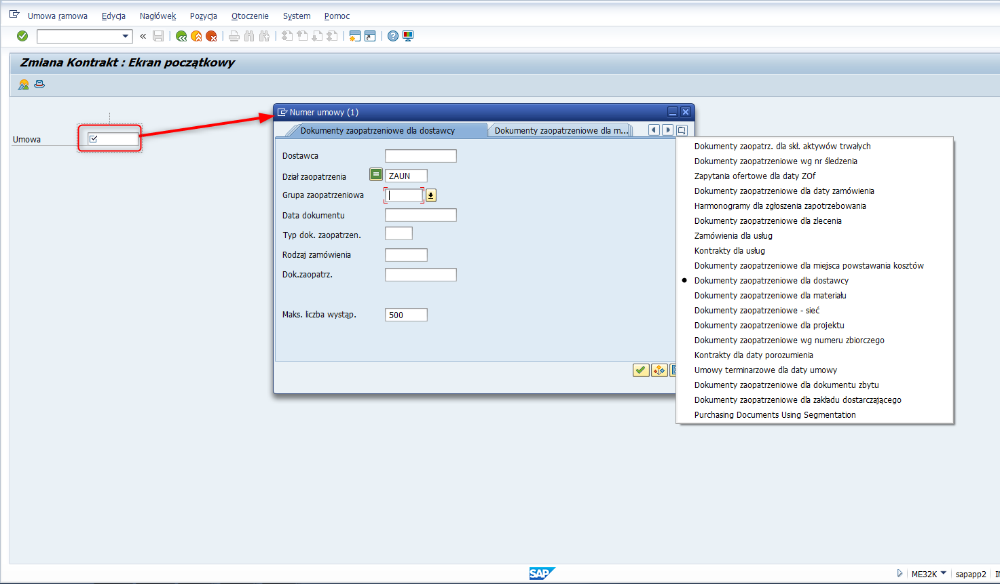 Umowa ramowa Edycja Nagłówek Pozycja Otoczenie System Pomoc
Zmiana Kontrakt : Ekran początkowy
Umowa
Numer umowy (1)
Dokumenty zaopatrzeniowe dla dostawcy Dokumenty zaopatrzeniowe dla m...
Dostawca
Dział zaopatrzenia ZAUN
Grupa zaopatrzeniowa
Data dokumentu
Typ dok. zaopatrzen.
Rodzaj zamówienia
Dok.zaopatrz.
Maks. liczba wystąp. 500
Dokumenty zaopatrz. dla skł. aktywów trwałych
Dokumenty zaopatrzeniowe wg nr śledzenia
Zapytania ofertowe dla daty ZOf
Dokumenty zaopatrzeniowe dla daty zamówienia
Harmonogramy dla zgłoszenia zapotrzebowania
Dokumenty zaopatrzeniowe dla zlecenia
Zamówienia dla usług
Kontrakty dla usług
Dokumenty zaopatrzeniowe dla miejsca powstawania kosztów
Dokumenty zaopatrzeniowe dla dostawcy
Dokumenty zaopatrzeniowe dla materiału
Dokumenty zaopatrzeniowe - sieć
Dokumenty zaopatrzeniowe dla projektu
Dokumenty zaopatrzeniowe wg numeru zbiorczego
Kontrakty dla daty porozumienia
Umowy terminarzowe dla daty umowy
Dokumenty zaopatrzeniowe dla dokumentu zbytu
Dokumenty zaopatrzeniowe dla zakładu dostarczającego
Purchasing Documents Using Segmentation
SAP ME32K sapapp2